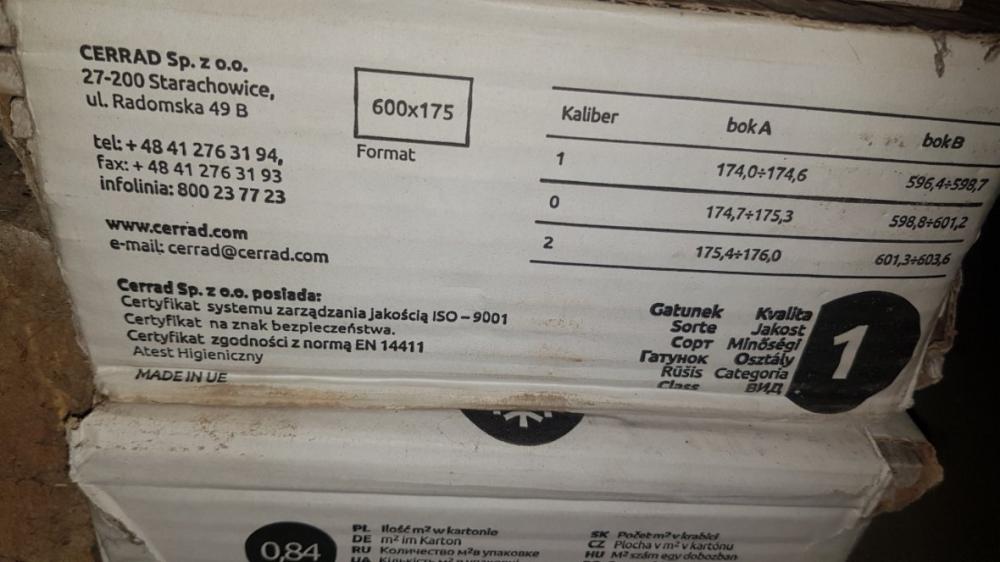 CERRAD Sp. z o.o.
27-200 Starachowice,
ul. Radomska 49 B
tel: + 48 41 276 31 94,
fax: + 48 41 276 31 93
infolinia: 800 23 77 23
www.cerrad.com
e-mail: cerrad@cerrad.com
600x175
Format
Kaliber bok A bok B
1 174,0÷174,6 596,4÷598,7
0 174,7÷175,3 598,8÷601,2
2 175,4÷176,0 601,3÷603,6
Cerrad Sp. z o.o. posiada:
Certyfikat systemu zarządzania jakością ISO – 9001
Certyfikat na znak bezpieczeństwa.
Certyfikat zgodności z normą EN 14411
Atest Higieniczny
MADE IN UE
Gatunek Kvalita
Sorte Jakost
Сорт Minőségi
Гатунок Osztály
Rūšis Categoria
Class ВИД
1
0,84
PL Ilość m² w kartonie
DE m² im Karton
RU Количество м²в упаковке
UA Кількість м² в упаковці
SK Počet m² v krabici
CZ Plocha v m² v kartónu
HU M² szám egy dobozban